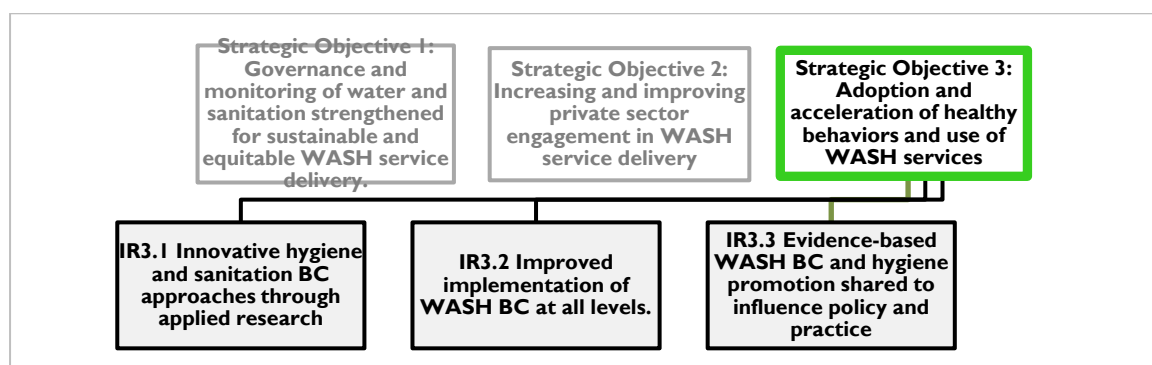 Strategic Objective 1:
Governance and
monitoring of water and
sanitation strengthened
for sustainable and
equitable WASH service
delivery.
Strategic Objective 2:
Increasing and improving
private sector
engagement in WASH
service delivery
Strategic Objective 3:
Adoption and
acceleration of healthy
behaviors and use of
WASH services
IR3.1 Innovative hygiene
and sanitation BC
approaches through
applied research
IR3.2 Improved
implementation of
WASH BC at all levels.
IR3.3 Evidence-based
WASH BC and hygiene
promotion shared to
influence policy and
practice